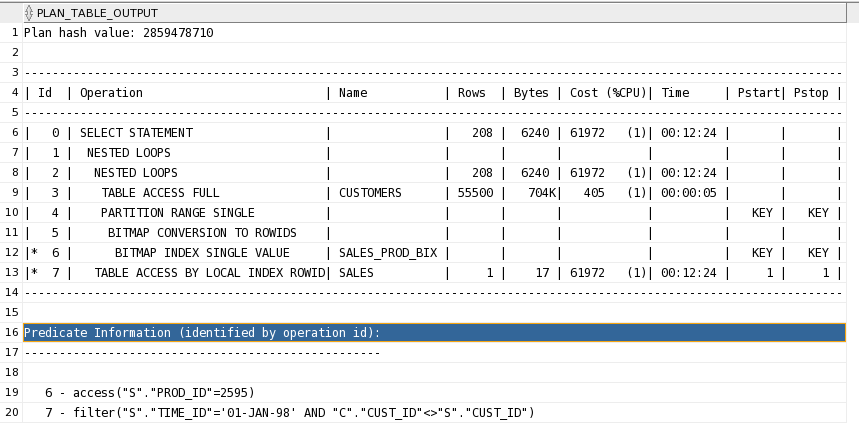 PLAN_TABLE_OUTPUT
1 Plan hash value: 2859478710
2
3 ---------------------------------------------------------------------------------------------------------------------
4 | Id  | Operation                          | Name           | Rows  | Bytes | Cost (%CPU)| Time     | Pstart| Pstop |
5 ---------------------------------------------------------------------------------------------------------------------
6 |   0 | SELECT STATEMENT                   |                |   208 |  6240 | 61972   (1)| 00:12:24 |       |       |
7 |   1 |  NESTED LOOPS                      |                |       |       |            |          |       |       |
8 |   2 |   NESTED LOOPS                     |                |   208 |  6240 | 61972   (1)| 00:12:24 |       |       |
9 |   3 |    TABLE ACCESS FULL               | CUSTOMERS      | 55500 |   704K|   405   (1)| 00:00:05 |       |       |
10 |   4 |    PARTITION RANGE SINGLE          |                |       |       |            |          |   KEY |   KEY |
11 |   5 |     BITMAP CONVERSION TO ROWIDS    |                |       |       |            |          |       |       |
12 |*  6 |      BITMAP INDEX SINGLE VALUE     | SALES_PROD_BIX |       |       |            |          |   KEY |   KEY |
13 |*  7 |   TABLE ACCESS BY LOCAL INDEX ROWID| SALES          |     1 |    17 | 61972   (1)| 00:12:24 |     1 |     1 |
14 ---------------------------------------------------------------------------------------------------------------------
15
16 Predicate Information (identified by operation id):
17 ---------------------------------------------------
18
19    6 - access("S"."PROD_ID"=2595)
20    7 - filter("S"."TIME_ID"='01-JAN-98' AND "C"."CUST_ID"<>"S"."CUST_ID")